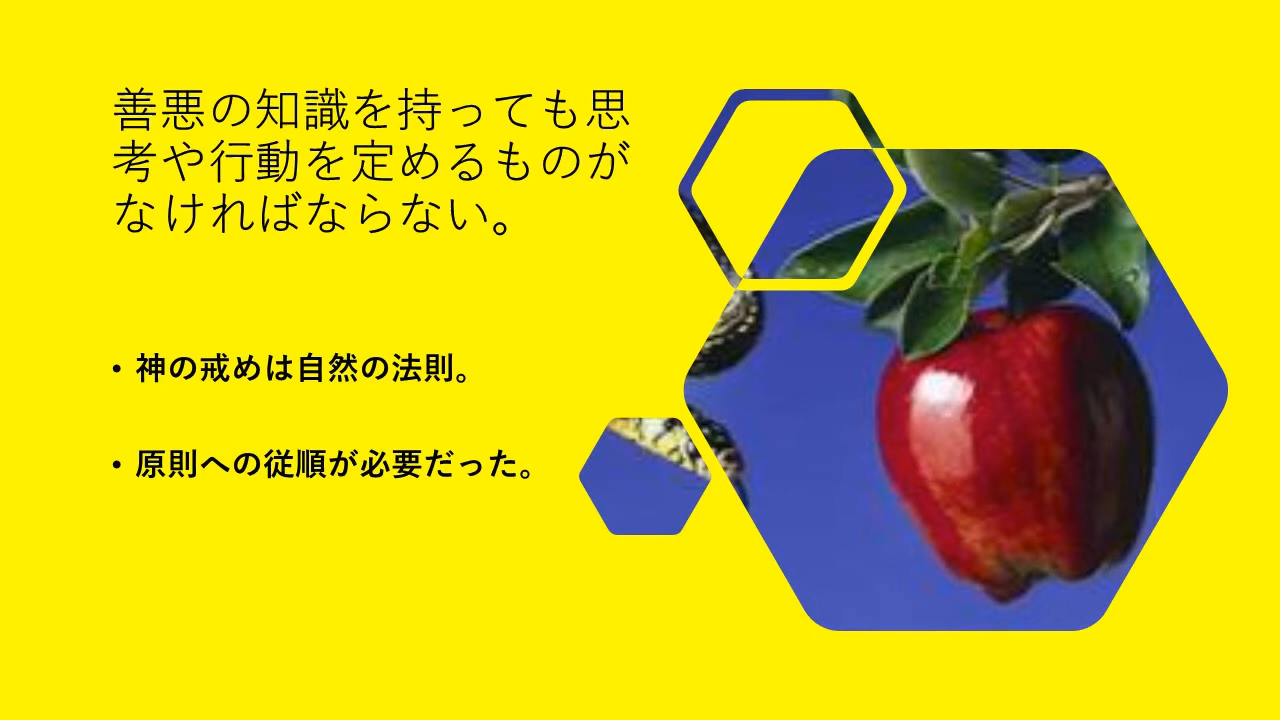 善悪の知識を持っても思
考や行動を定めるものが
なければならない。
• 神の戒めは自然の法則。
• 原則への従順が必要だった。